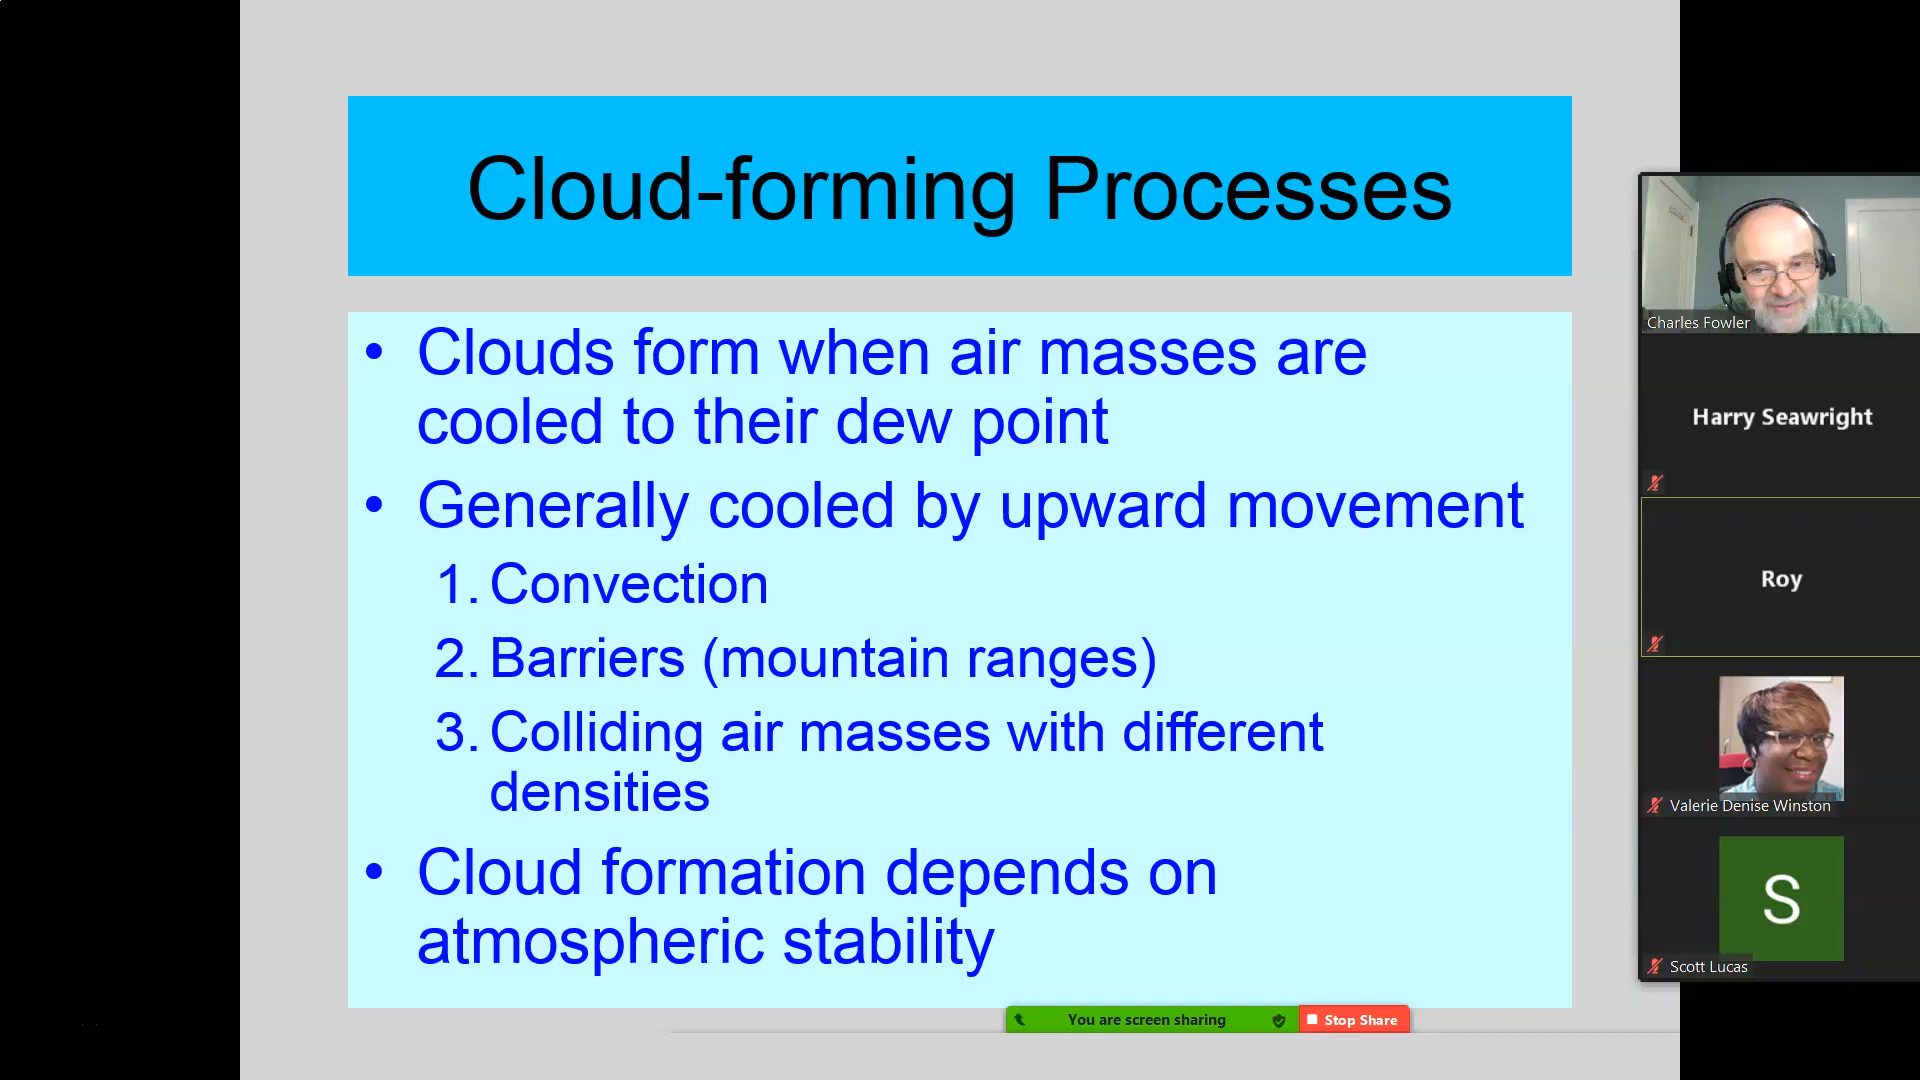 Cloud-forming Processes
• Clouds form when air masses are
cooled to their dew point
• Generally cooled by upward movement
1. Convection
2. Barriers (mountain ranges)
3. Colliding air masses with different
densities
• Cloud formation depends on
atmospheric stability
You are screen sharing
Stop Share
Charles Fowler
Harry Seawright
Roy
Valerie Denise Winston
S
Scott Lucas